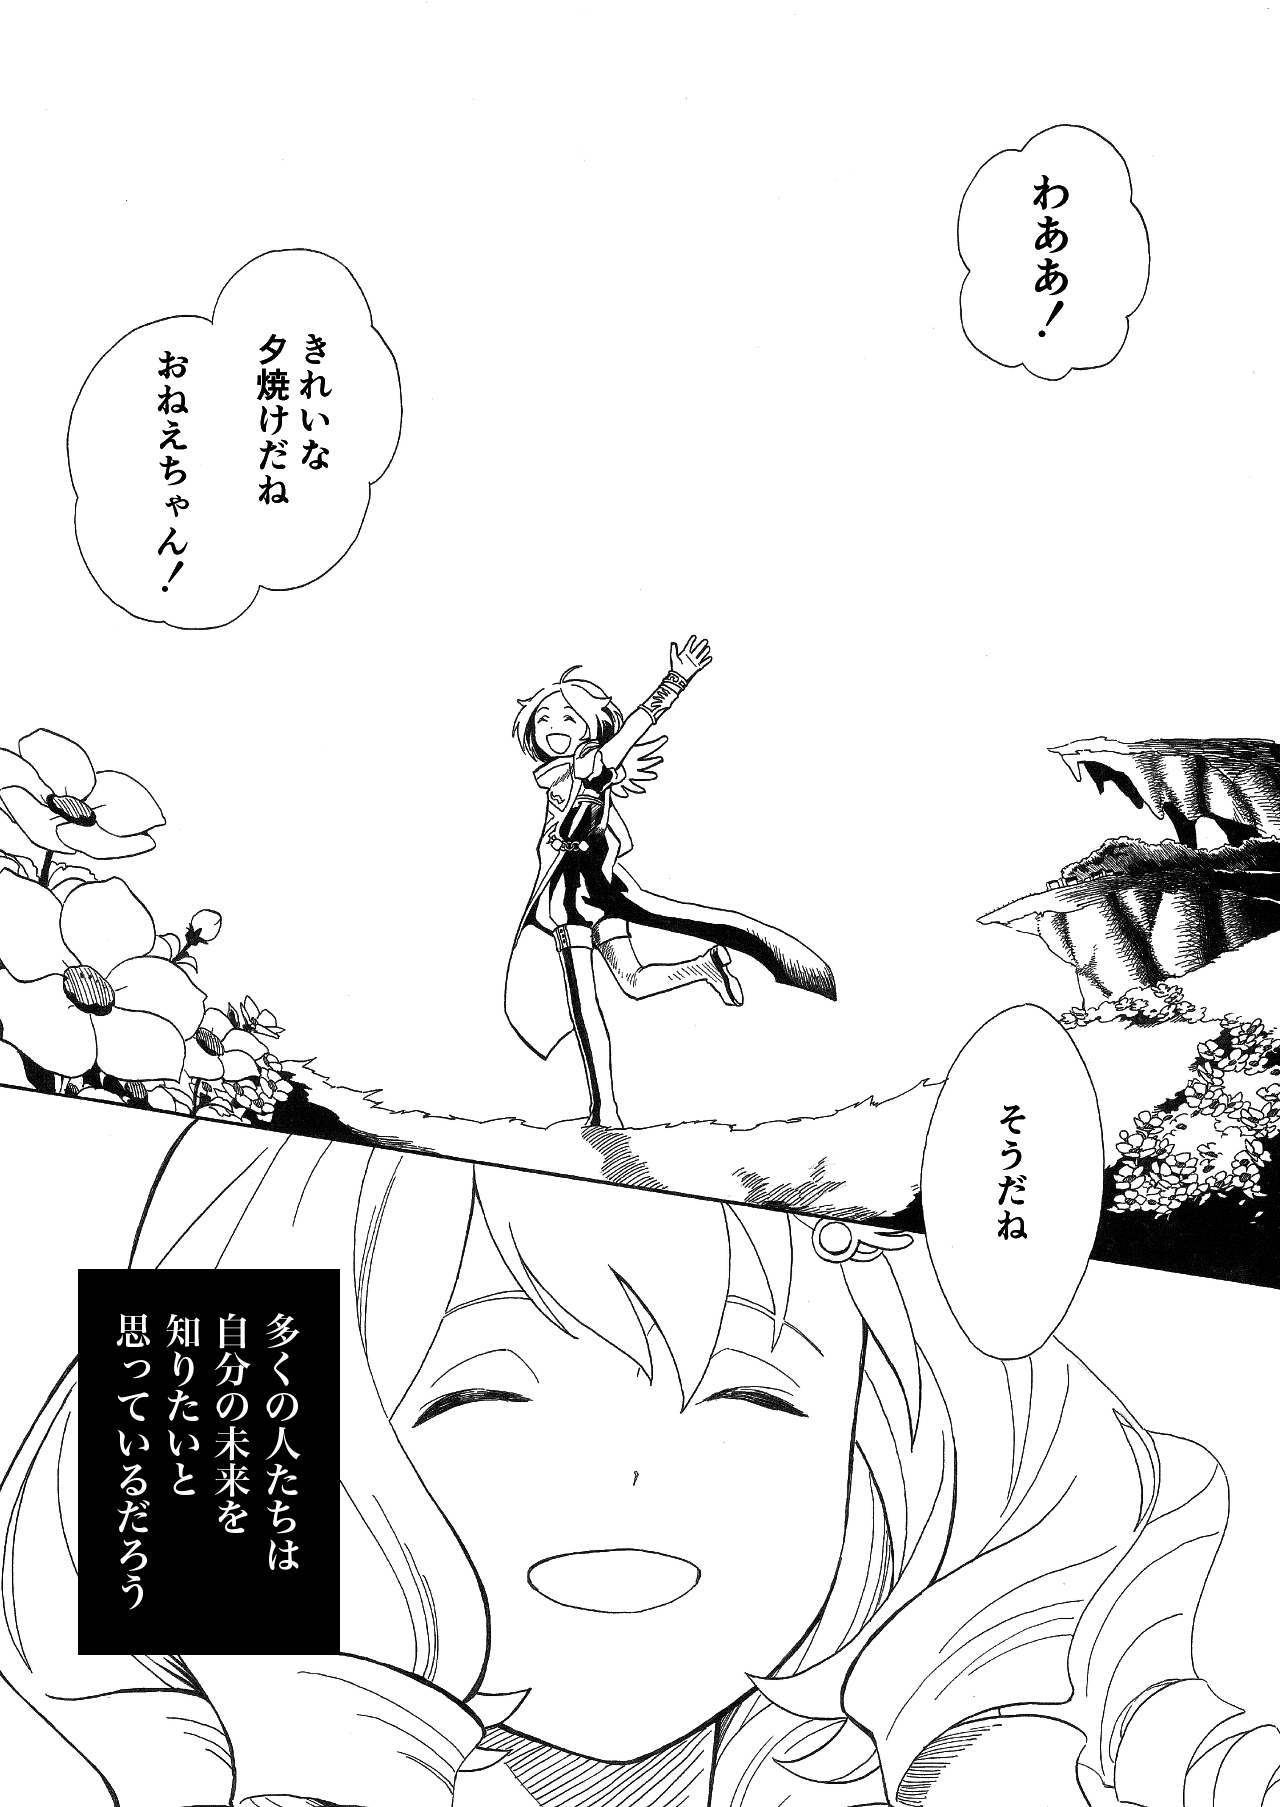 わああ！
きれいな
夕焼けだね
おねえちゃん！
そうだね
多くの人たちは
自分の未来を
知りたいと
思っているだろう